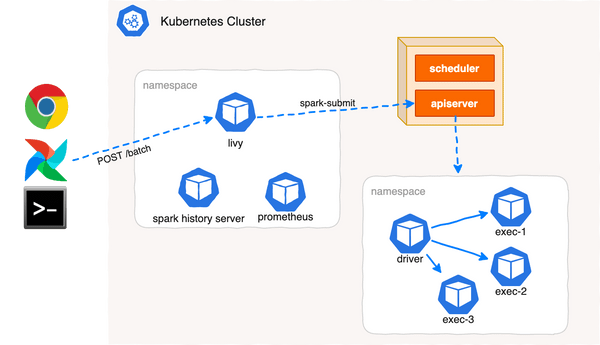 Kubernetes Cluster
namespace
livy
POST /batch
spark-submit
spark history server
prometheus
scheduler
apiserver
namespace
driver
exec-1
exec-2
exec-3
>-